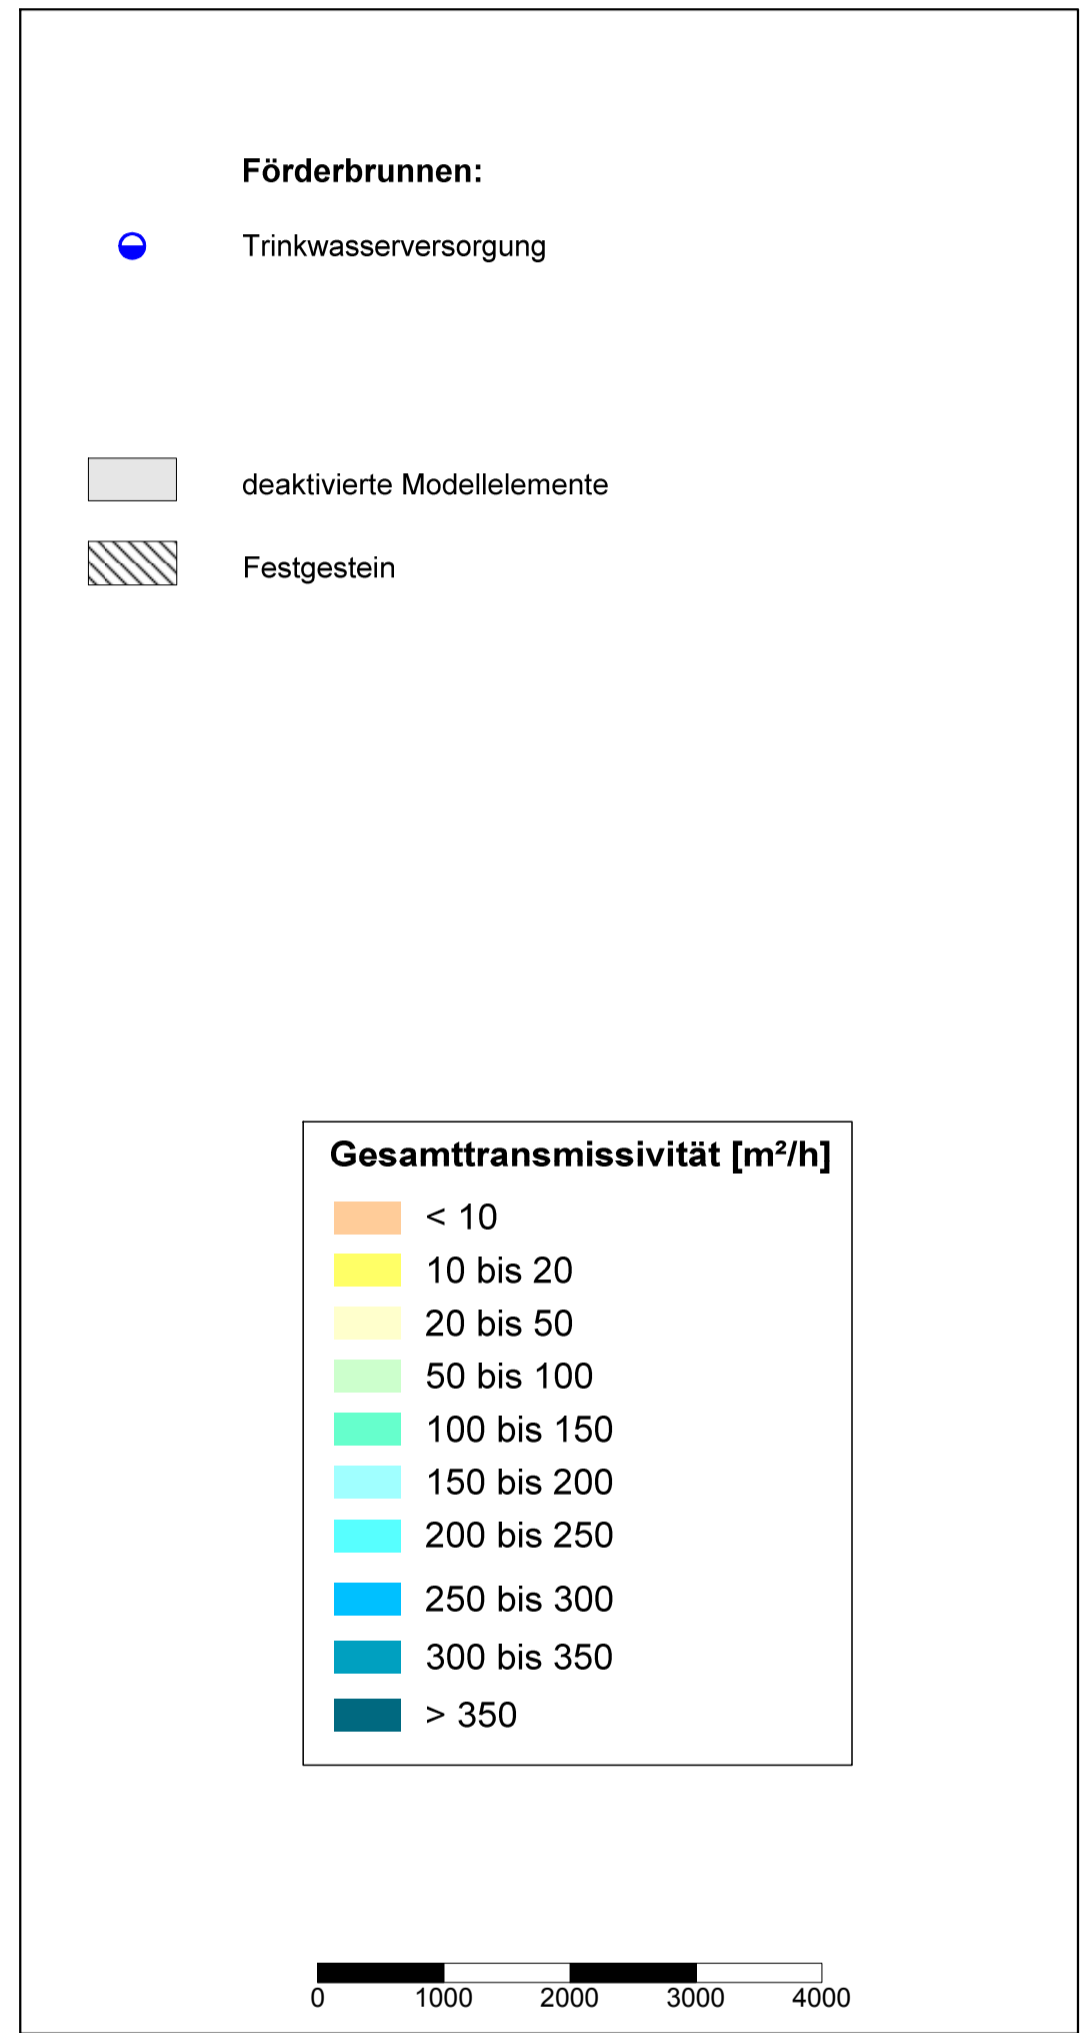 Förderbrunnen:
Trinkwasserversorgung
deaktivierte Modellelemente
Festgestein
Gesamttransmissivität [m²/h]
< 10
10 bis 20
20 bis 50
50 bis 100
100 bis 150
150 bis 200
200 bis 250
250 bis 300
300 bis 350
> 350
0 1000 2000 3000 4000